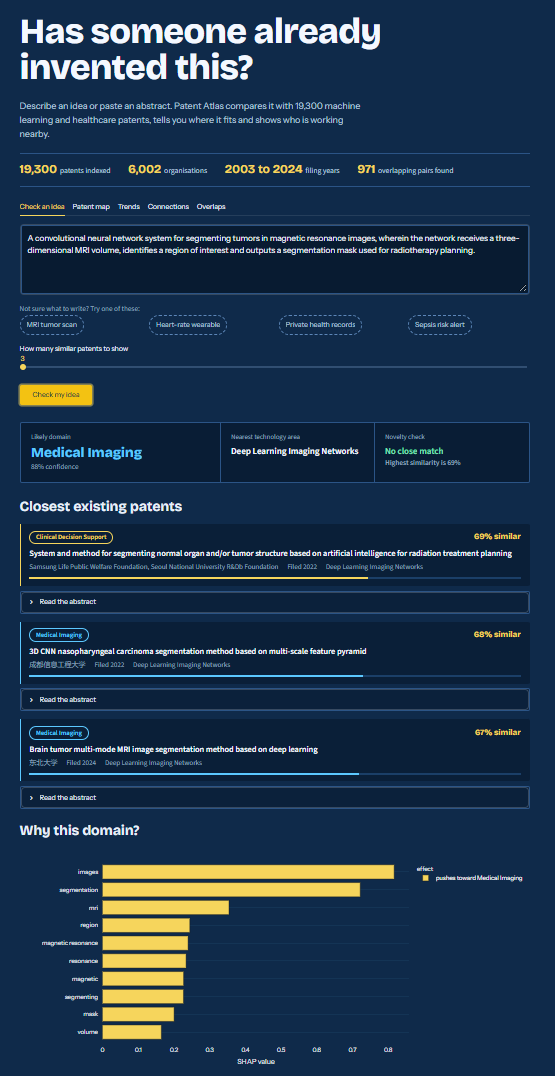 Has someone already
invented this?
Describe an idea or paste an abstract. Patent Atlas compares it with 19,300 machine
learning and healthcare patents, tells you where it fits and shows who is working
nearby.
19,300 patents indexed 6,002 organisations 2003 to 2024 filing years 971 overlapping pairs found
Check an idea Patent map Trends Connections Overlaps
A convolutional neural network system for segmenting tumors in magnetic resonance images, wherein the network receives a three-
dimensional MRI volume, identifies a region of interest and outputs a segmentation mask used for radiotherapy planning.
Not sure what to write? Try one of these:
MRI tumor scan Heart-rate wearable Private health records Sepsis risk alert
How many similar patents to show
3
Check my idea
Likely domain Nearest technology area Novelty check
Medical Imaging Deep Learning Imaging Networks No close match
88% confidence Highest similarity is 69%
Closest existing patents
Clinical Decision Support 69% similar
System and method for segmenting normal organ and/or tumor structure based on artificial intelligence for radiation treatment planning
Samsung Life Public Welfare Foundation, Seoul National University R&Db Foundation Filed 2022 Deep Learning Imaging Networks
Read the abstract
Medical Imaging 68% similar
3D CNN nasopharyngeal carcinoma segmentation method based on multi-scale feature pyramid
成都信息工程大学 Filed 2022 Deep Learning Imaging Networks
Read the abstract
Medical Imaging 67% similar
Brain tumor multi-mode MRI image segmentation method based on deep learning
东北大学 Filed 2024 Deep Learning Imaging Networks
Read the abstract
Why this domain?
effect
images pushes toward Medical Imaging
segmentation
mri
region
magnetic resonance
resonance
magnetic
segmenting
mask
volume
0 0.1 0.2 0.3 0.4 0.5 0.6 0.7 0.8
SHAP value